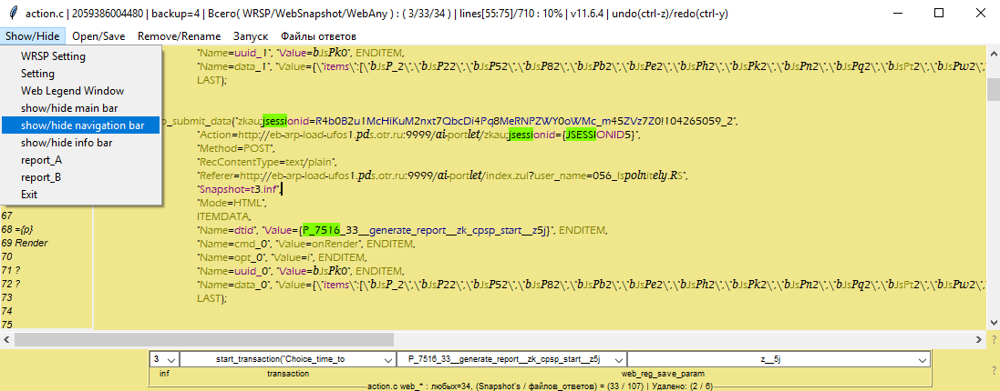 action.c | 2059386004480 | backup=4 | Всего( WRSP/WebSnapshot/WebAny ) : ( 3/33/34 ) | lines[55:75]/710 : 10% | v11.6.4 | undo(ctrl-z)/redo(ctrl-y)
Show/Hide Open/Save Remove/Rename Запуск Файлы ответов
WRSP Setting
Setting
Web Legend Window
show/hide main bar
show/hide navigation bar
show/hide info bar
report_A
report_B
Exit
"Name=uuid_1", "Value=bJsPk0", ENDITEM,
"Name=data_1", "Value={\"items\":[\"bJsP_2\",\"bJsP22\",\"bJsP52\",\"bJsP82\",\"bJsPb2\",\"bJsPe2\",\"bJsPh2\",\"bJsPk2\",\"bJsPn2\",\"bJsPq2\",\"bJsPt2\",\"bJsPw2\",\
LAST);
_submit_data("zkau;jsessionid=R4b0B2u1McHiKuM2nxt7QbcDi4Pq8MeRNPZWY0oWMc_m45ZVz7Z0!104265059_2",
"Action=http://eb-arp-load-ufos1.pds.otr.ru:9999/ai-portlet/zkau;jsessionid={JSESSIONID5}",
"Method=POST",
"RecContentType=text/plain",
"Referer=http://eb-arp-load-ufos1.pds.otr.ru:9999/ai-portlet/index.zul?user_name=056_Ispolnitely.RS",
"Snapshot=t3.inf",
"Mode=HTML",
67 ITEMDATA,
68 ={p} "Name=dtid", "Value={P_7516_33__generate_report__zk_cpsp_start__z5j}", ENDITEM,
69 Render "Name=cmd_0", "Value=onRender", ENDITEM,
70 "Name=opt_0", "Value=i", ENDITEM,
71 ? "Name=uuid_0", "Value=bJsPk0", ENDITEM,
72 ? "Name=data_0", "Value={\"items\":[\"bJsP_2\",\"bJsP22\",\"bJsP52\",\"bJsP82\",\"bJsPb2\",\"bJsPe2\",\"bJsPh2\",\"bJsPk2\",\"bJsPn2\",\"bJsPq2\",\"bJsPt2\",\"bJsPw2\",\
73 LAST);
74
75
?
3 start_transaction("Choice_time_to P_7516_33__generate_report__zk_cpsp_start__z5j z__5j
inf transaction web_reg_save_param ?
action.c web_* : любых=34, (Snapshot's / файлов_ответов) = (33 / 107) | Удалено: (2 / 6)